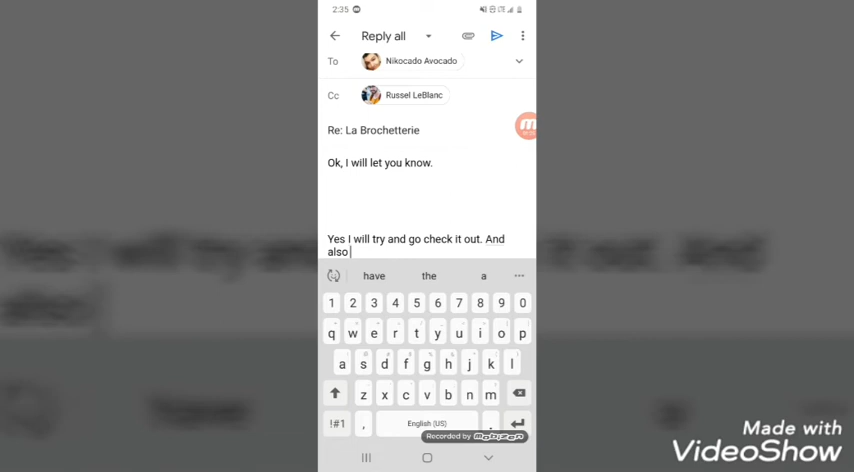 2:35
Reply all
To Nikocado Avocado
Cc Russel LeBlanc
Re: La Brochetterie
Ok, I will let you know.
Yes I will try and go check it out. And
also
have the a ...
1 2 3 4 5 6 7 8 9 0
q w e r t y u i o p
a s d f g h j k l
z x c v b n m
!#1 , English (US) .
Recorded by mobizen
Made with
VideoShow